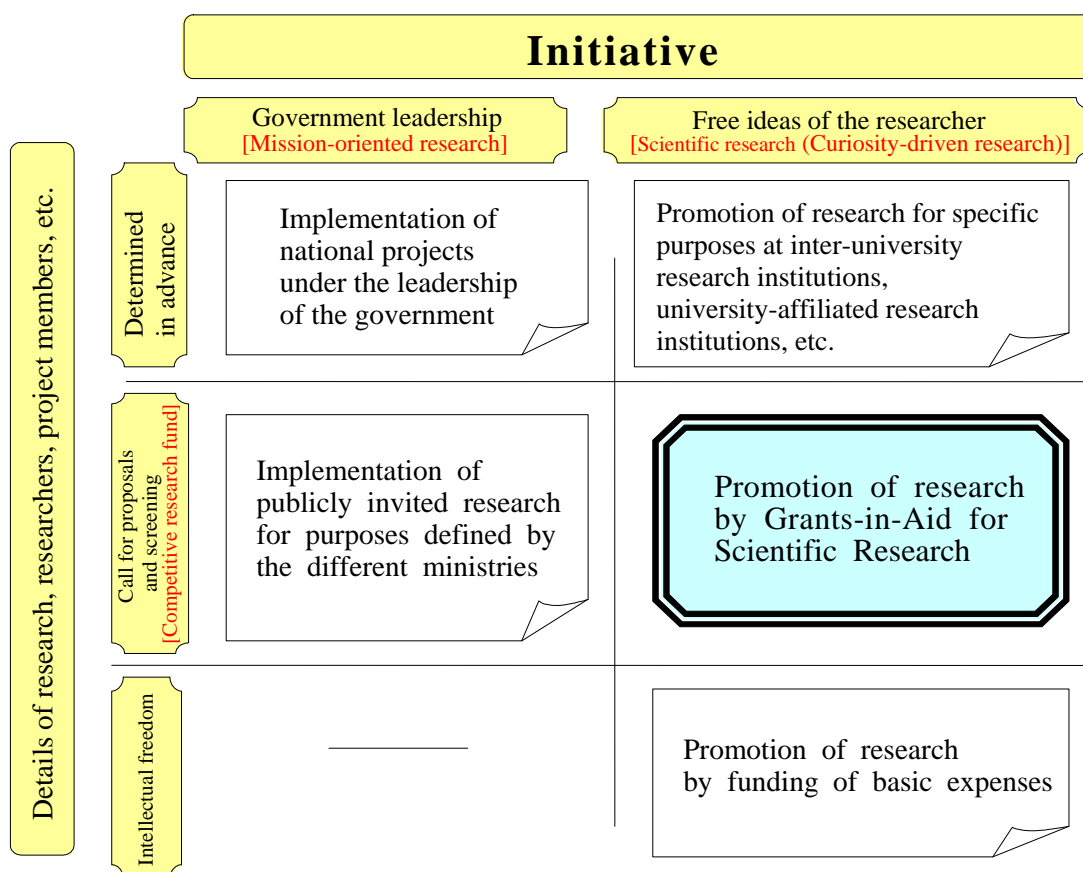 Initiative
Government leadership
[Mission-oriented research]
Free ideas of the researcher
[Scientific research (Curiosity-driven research)]
Details of research, researchers, project members, etc.
Determined
in advance
Implementation of
national projects
under the leadership
of the government
Promotion of research for specific
purposes at inter-university
research institutions,
university-affiliated research
institutions, etc.
Call for proposals
and screening
[Competitive research fund]
Implementation of
publicly invited research
for purposes defined by
the different ministries
Promotion of research
by Grants-in-Aid for
Scientific Research
Intellectual freedom
Promotion of research
by funding of basic expenses